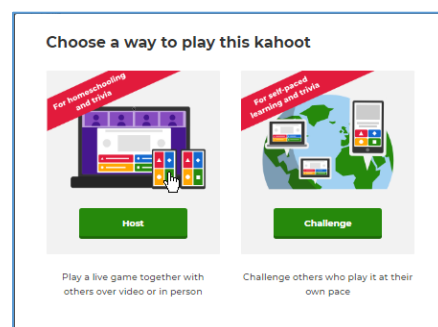 Choose a way to play this kahoot
For homeschooling
and trivia
For self-paced
learning and trivia
Host
Challenge
Play a live game together with
others over video or in person
Challenge others who play it at their
own pace